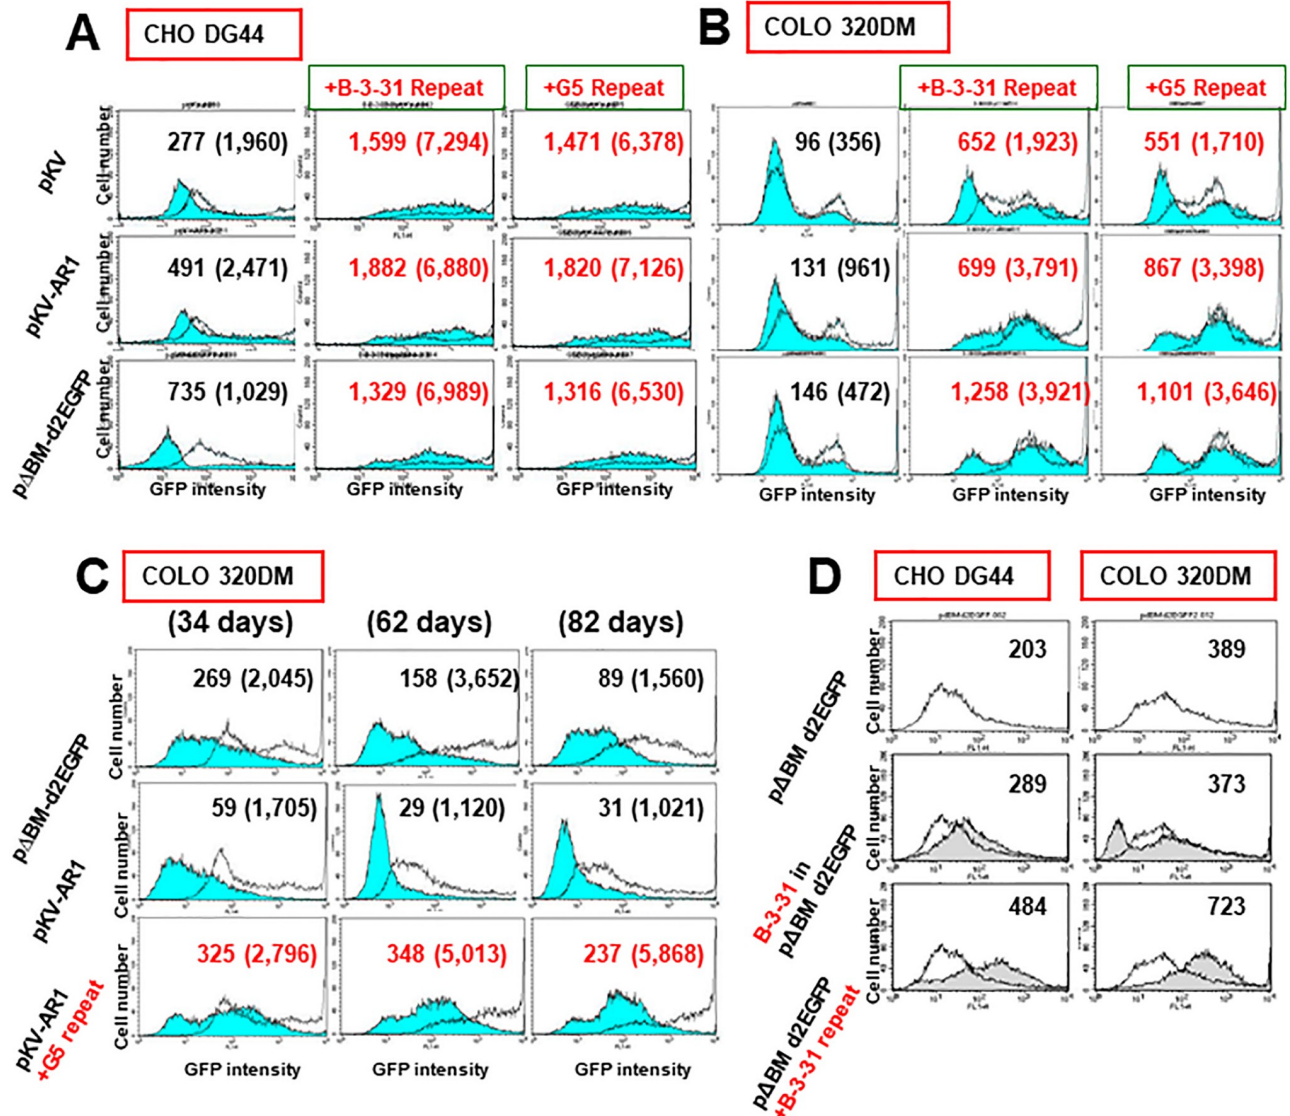 A
CHO DG44
B
COLO 320DM
+B-3-31 Repeat
+G5 Repeat
+B-3-31 Repeat
+G5 Repeat
pKV
Cell number
277 (1,960)
1,599 (7,294)
1,471 (6,378)
96 (356)
652 (1,923)
551 (1,710)
FL1-H
pKV-AR1
Cell number
491 (2,471)
1,882 (6,880)
1,820 (7,126)
131 (961)
699 (3,791)
867 (3,398)
pΔBM-d2EGFP
Cell number
735 (1,029)
1,329 (6,989)
1,316 (6,530)
146 (472)
1,258 (3,921)
1,101 (3,646)
GFP intensity
GFP intensity
GFP intensity
GFP intensity
GFP intensity
GFP intensity
C
COLO 320DM
(34 days)
(62 days)
(82 days)
pΔBM-d2EGFP
Cell number
269 (2,045)
158 (3,652)
89 (1,560)
pKV-AR1
Cell number
59 (1,705)
29 (1,120)
31 (1,021)
pKV-AR1
+G5 repeat
Cell number
325 (2,796)
348 (5,013)
237 (5,868)
GFP intensity
GFP intensity
GFP intensity
D
CHO DG44
COLO 320DM
pΔBM d2EGFP
Cell number
203
389
FL1-H
FL1-H
B-3-31 in
pΔBM d2EGFP
Cell number
289
373
FL1-H
FL1-H
pΔBM d2EGFP
+B-3-31 repeat
Cell number
484
723
FL1-H
FL1-H